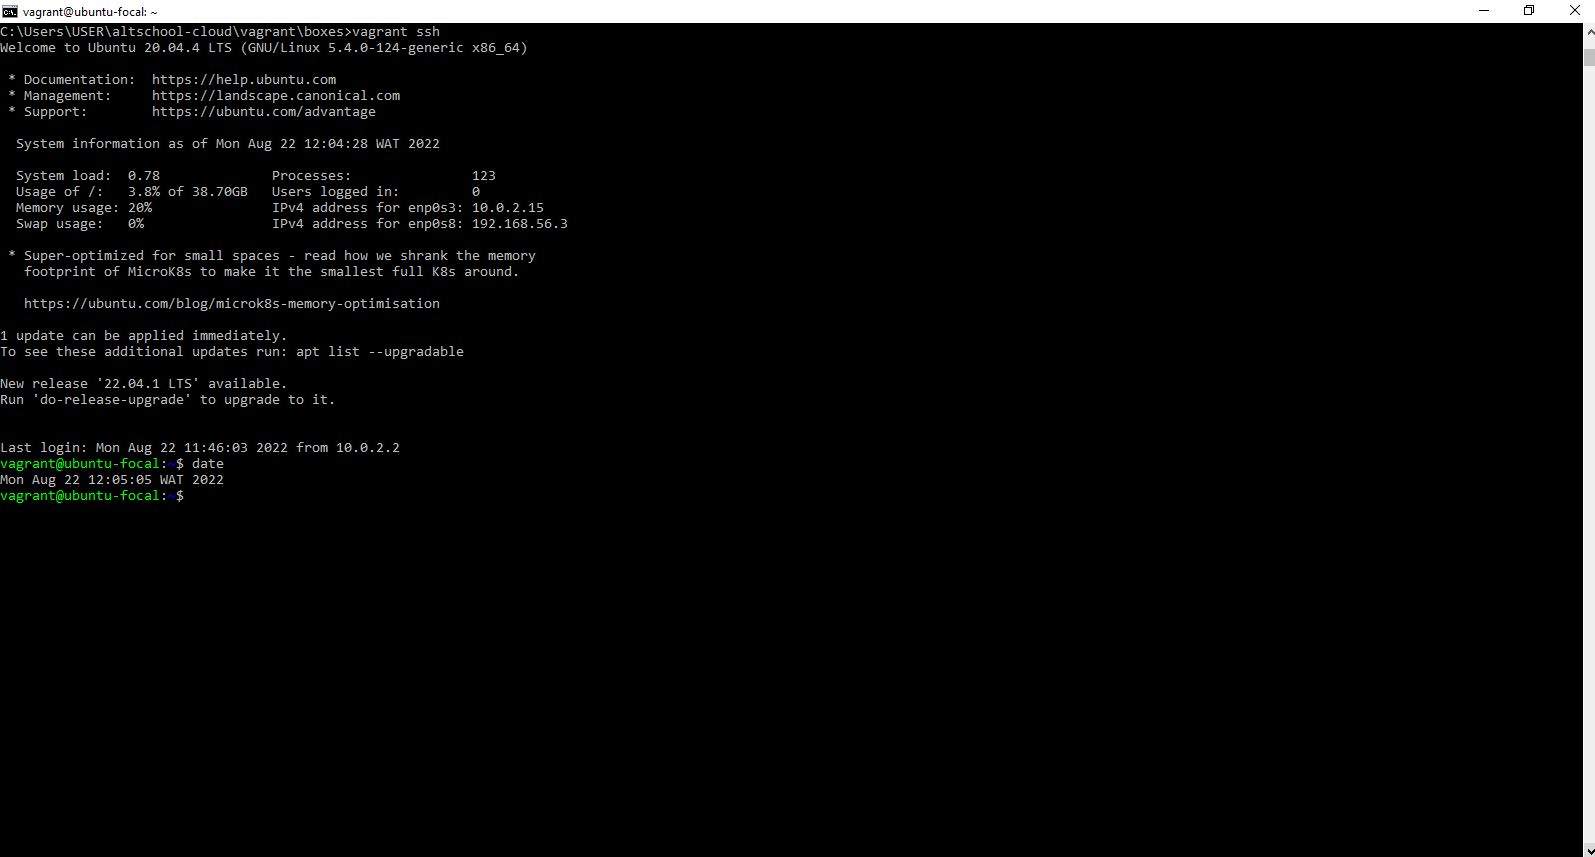 vagrant@ubuntu-focal: ~
C:\Users\USER\altschool-cloud\vagrant\boxes>vagrant ssh
Welcome to Ubuntu 20.04.4 LTS (GNU/Linux 5.4.0-124-generic x86_64)
* Documentation:  https://help.ubuntu.com
* Management:     https://landscape.canonical.com
* Support:        https://ubuntu.com/advantage
System information as of Mon Aug 22 12:04:28 WAT 2022
System load:  0.78              Processes:               123
Usage of /:   3.8% of 38.70GB   Users logged in:         0
Memory usage: 20%               IPv4 address for enp0s3: 10.0.2.15
Swap usage:   0%                IPv4 address for enp0s8: 192.168.56.3
* Super-optimized for small spaces - read how we shrank the memory
footprint of MicroK8s to make it the smallest full K8s around.
https://ubuntu.com/blog/microk8s-memory-optimisation
1 update can be applied immediately.
To see these additional updates run: apt list --upgradable
New release '22.04.1 LTS' available.
Run 'do-release-upgrade' to upgrade to it.
Last login: Mon Aug 22 11:46:03 2022 from 10.0.2.2
vagrant@ubuntu-focal:~$ date
Mon Aug 22 12:05:05 WAT 2022
vagrant@ubuntu-focal:~$